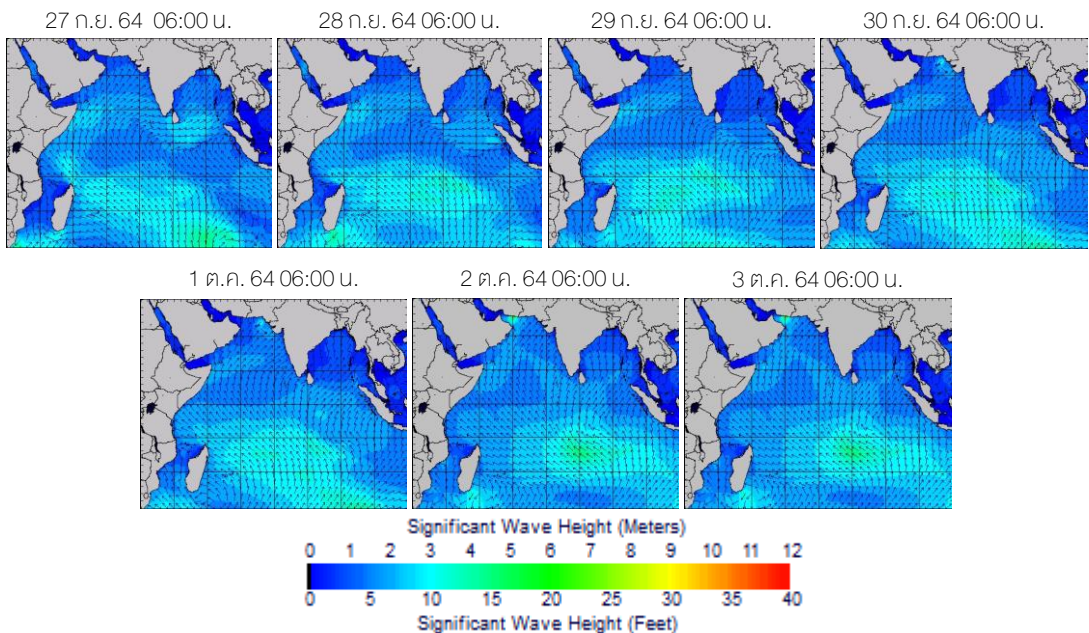 27 ก.ย. 64 06:00 น.
28 ก.ย. 64 06:00 น.
29 ก.ย. 64 06:00 น.
30 ก.ย. 64 06:00 น.
1 ต.ค. 64 06:00 น.
2 ต.ค. 64 06:00 น.
3 ต.ค. 64 06:00 น.
Significant Wave Height (Meters)
0 1 2 3 4 5 6 7 8 9 10 11 12
0 5 10 15 20 25 30 35 40
Significant Wave Height (Feet)